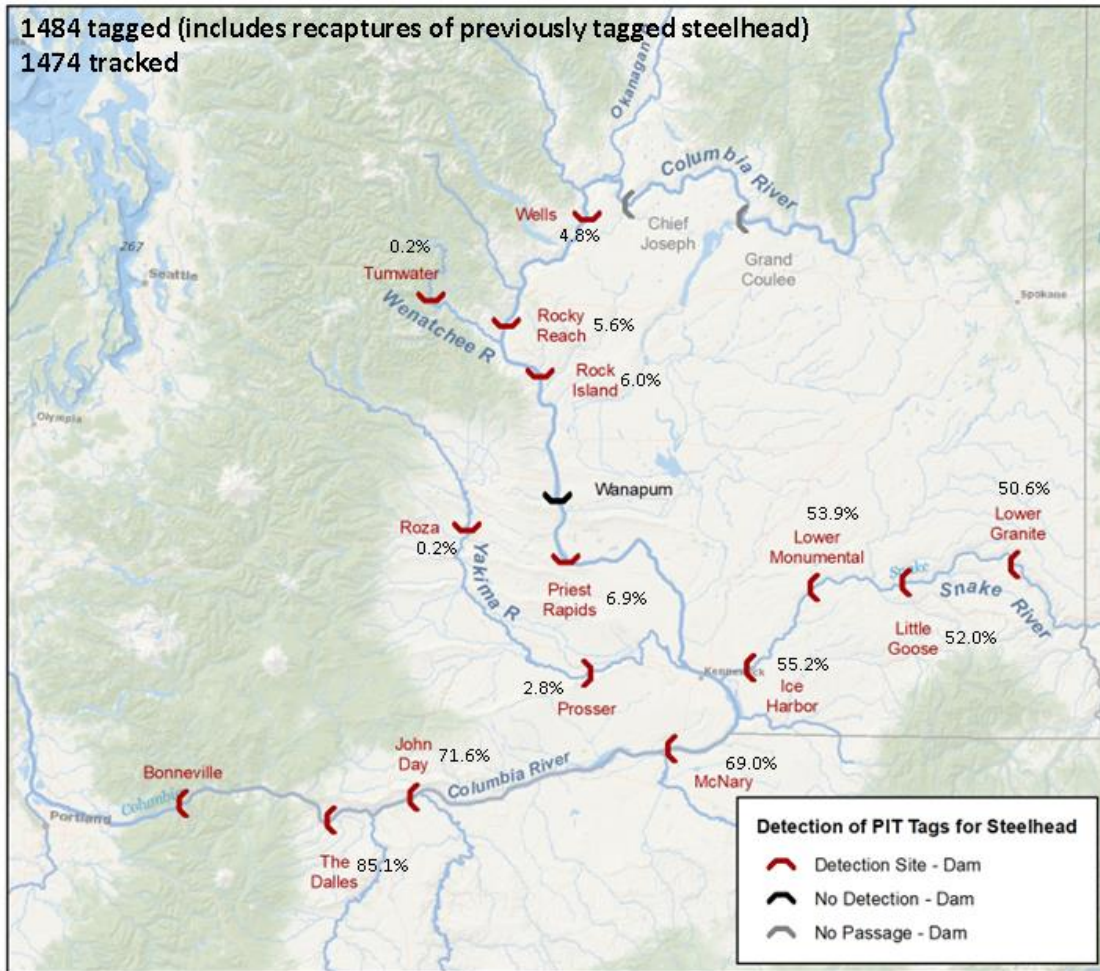 1484 tagged (includes recaptures of previously tagged steelhead)
1474 tracked
Okanagan
Columbia River
Wells
4.8%
Chief
Joseph
Grand
Coulee
0.2%
Tumwater
267
Seattle
Wenatchee R
Rocky
Reach
5.6%
Spokane
Rock
Island
6.0%
Olympia
Wanapum
50.6%
Lower
Granite
53.9%
Lower
Monumental
Roza
0.2%
Yakima R
Priest
Rapids
6.9%
Snake
Snake River
Little
Goose
52.0%
Kennewick
55.2%
Ice
Harbor
2.8%
Prosser
John
Day
71.6%
Columbia River
69.0%
McNary
Bonneville
Columbia
Portland
The
Dalles
85.1%
Detection of PIT Tags for Steelhead
Detection Site - Dam
No Detection - Dam
No Passage - Dam